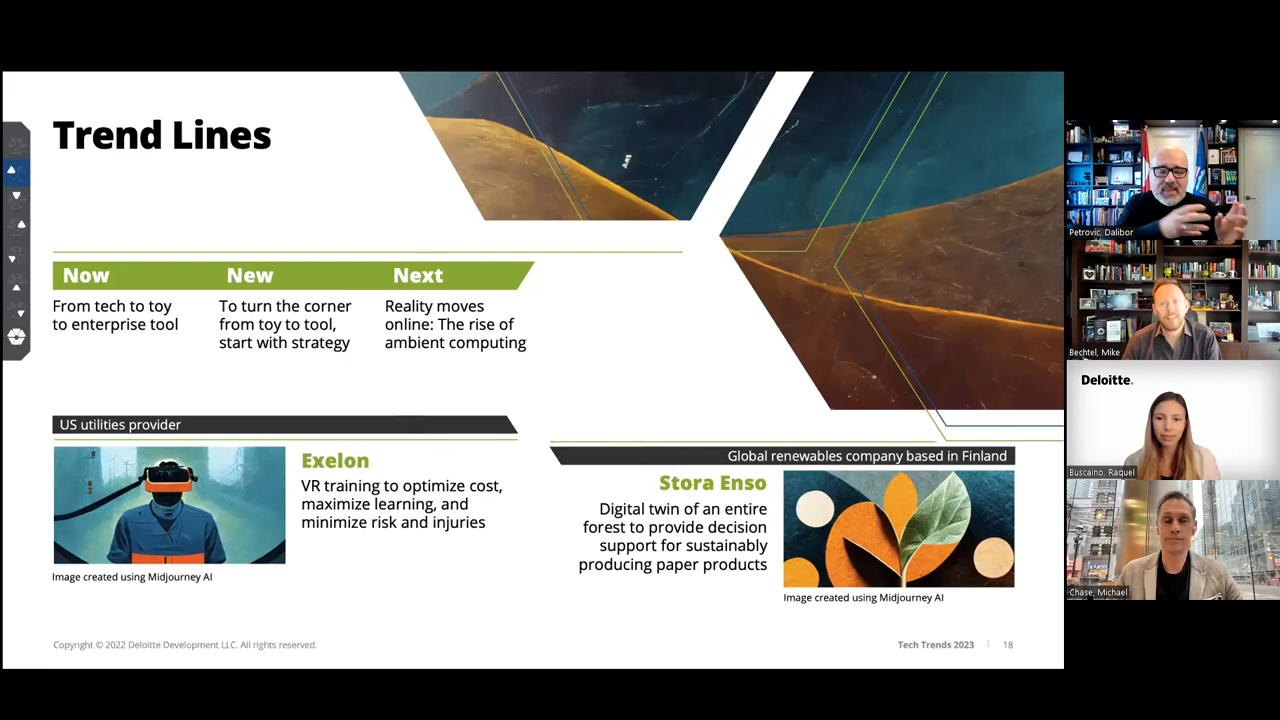 Trend Lines
Now
New
Next
From tech to toy
to enterprise tool
To turn the corner
from toy to tool,
start with strategy
Reality moves
online: The rise of
ambient computing
US utilities provider
Exelon
VR training to optimize cost,
maximize learning, and
minimize risk and injuries
Image created using Midjourney AI
Global renewables company based in Finland
Stora Enso
Digital twin of an entire
forest to provide decision
support for sustainably
producing paper products
Image created using Midjourney AI
Copyright © 2022 Deloitte Development LLC. All rights reserved.
Tech Trends 2023
18
Petrovic, Dalibor
Bechtel, Mike
Deloitte.
Buscaino, Raquel
Chase, Michael